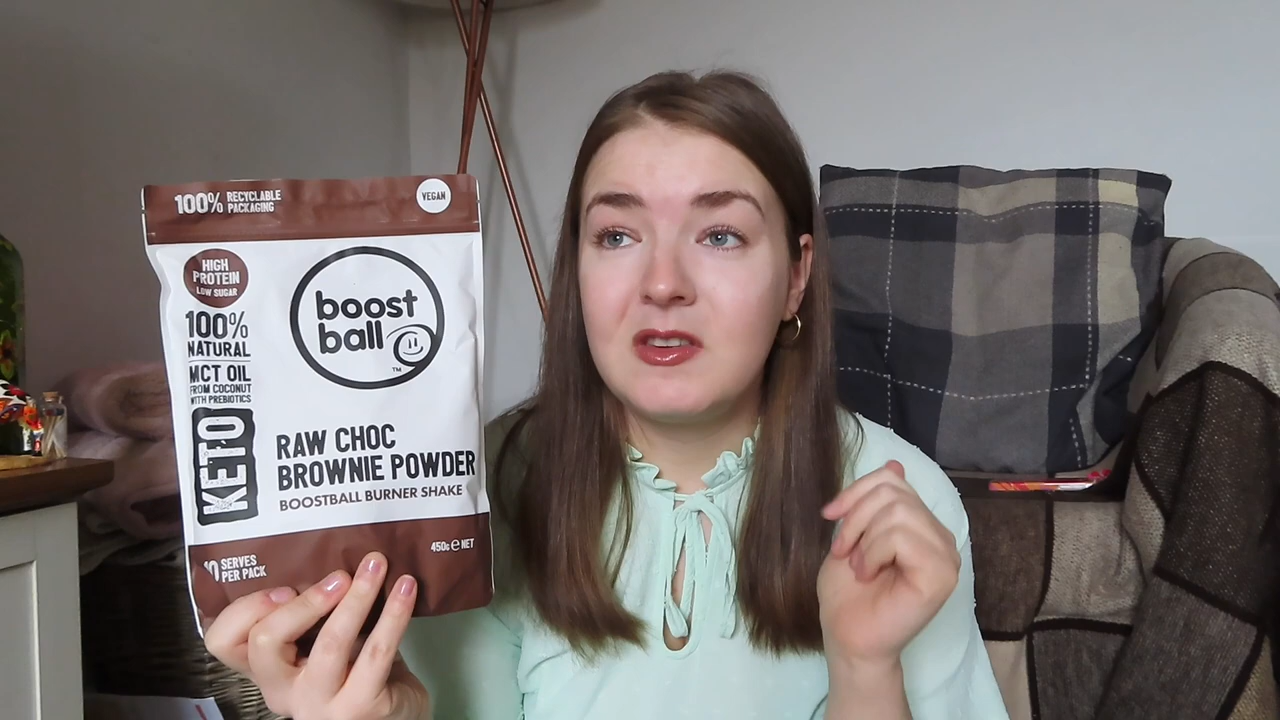 100% RECYCLABLE
PACKAGING
VEGAN
HIGH
PROTEIN
LOW SUGAR
100%
NATURAL
MCT OIL
FROM COCONUT
WITH PREBIOTICS
KETO
boost
ball
TM
RAW CHOC
BROWNIE POWDER
BOOSTBALL BURNER SHAKE
450g e NET
SERVES
PER PACK